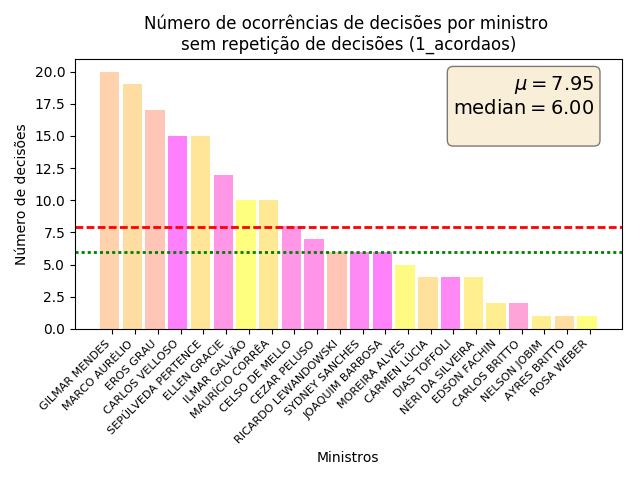 Número de ocorrências de decisões por ministro
sem repetição de decisões (1_acordaos)
μ = 7.95
median = 6.00
Número de decisões
20.0
17.5
15.0
12.5
10.0
7.5
5.0
2.5
0.0
GILMAR MENDES
MARCO AURÉLIO
EROS GRAU
CARLOS VELLOSO
SEPÚLVEDA PERTENCE
ELLEN GRACIE
ILMAR GALVÃO
MAURÍCIO CORRÊA
CELSO DE MELLO
CEZAR PELUSO
RICARDO LEWANDOWSKI
SYDNEY SANCHES
JOAQUIM BARBOSA
MOREIRA ALVES
CÁRMEN LÚCIA
DIAS TOFFOLI
NÉRI DA SILVEIRA
EDSON FACHIN
CARLOS BRITTO
NELSON JOBIM
AYRES BRITTO
ROSA WEBER
Ministros